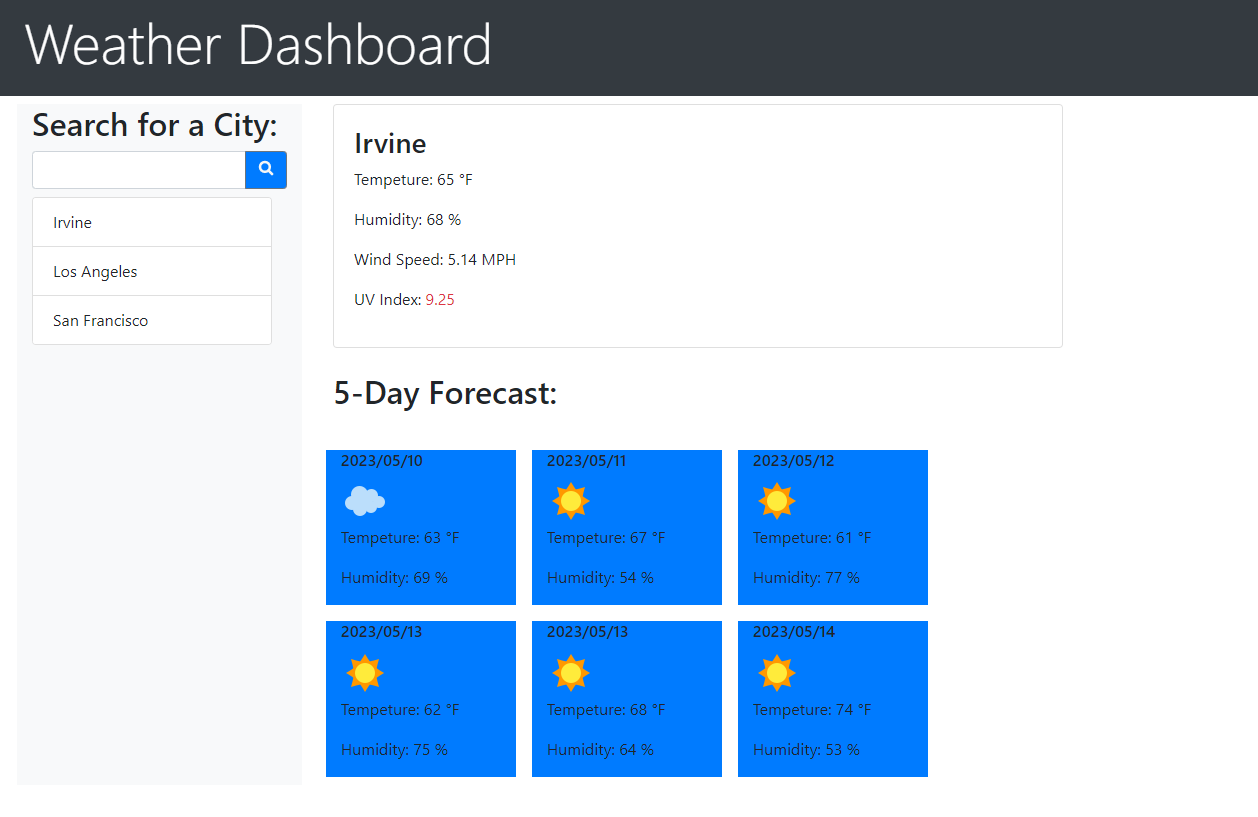 Weather Dashboard
Search for a City:
Irvine
Los Angeles
San Francisco
Irvine
Tempeture: 65 °F
Humidity: 68 %
Wind Speed: 5.14 MPH
UV Index: 9.25
5-Day Forecast:
2023/05/10
Tempeture: 63 °F
Humidity: 69 %
2023/05/11
Tempeture: 67 °F
Humidity: 54 %
2023/05/12
Tempeture: 61 °F
Humidity: 77 %
2023/05/13
Tempeture: 62 °F
Humidity: 75 %
2023/05/13
Tempeture: 68 °F
Humidity: 64 %
2023/05/14
Tempeture: 74 °F
Humidity: 53 %